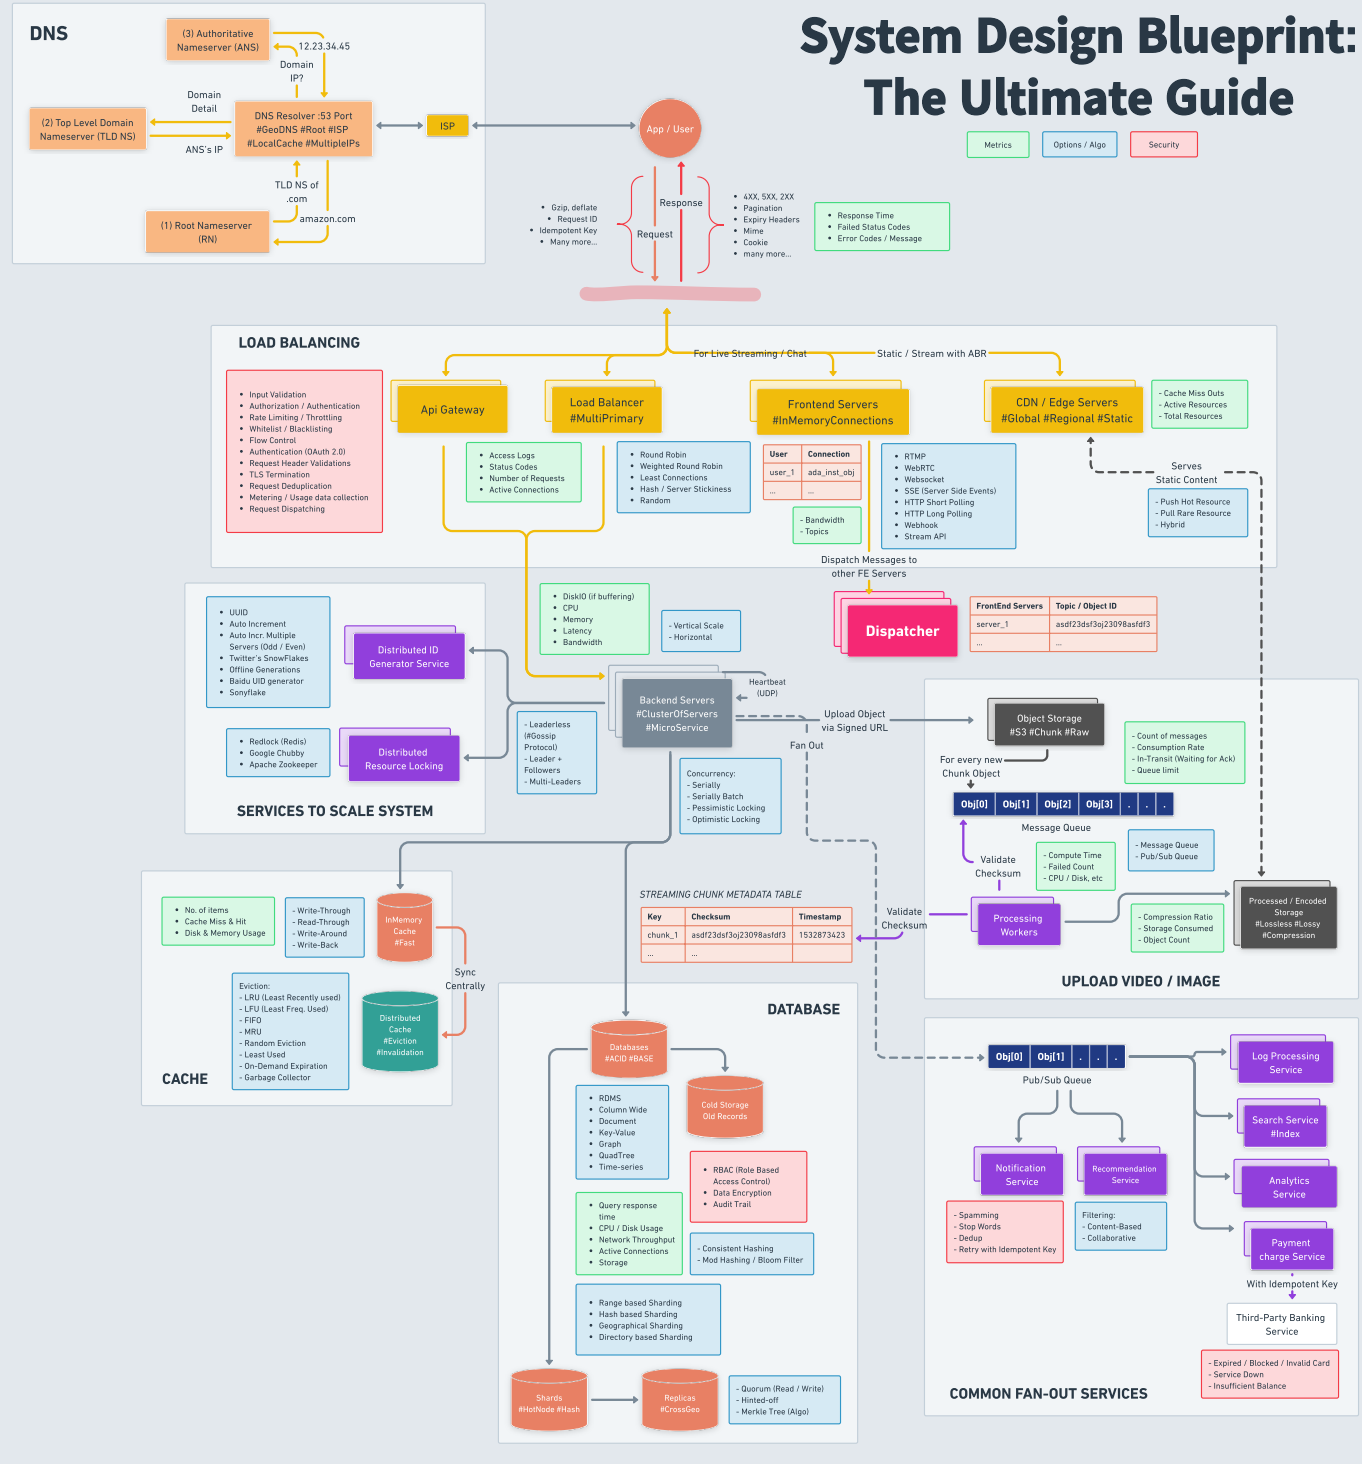 System Design Blueprint:
The Ultimate Guide
Metrics
Options / Algo
Security
DNS
(3) Authoritative
Nameserver (ANS)
12.23.34.45
Domain
IP?
Domain
Detail
(2) Top Level Domain
Nameserver (TLD NS)
DNS Resolver :53 Port
#GeoDNS #Root #ISP
#LocalCache #MultipleIPs
ANS's IP
TLD NS of
.com
amazon.com
(1) Root Nameserver
(RN)
ISP
App / User
Response
Request
• Gzip, deflate
• Request ID
• Idempotent Key
• Many more...
• 4XX, 5XX, 2XX
• Pagination
• Expiry Headers
• Mime
• Cookie
• many more...
• Response Time
• Failed Status Codes
• Error Codes / Message
LOAD BALANCING
For Live Streaming / Chat
Static / Stream with ABR
• Input Validation
• Authorization / Authentication
• Rate Limiting / Throttling
• Whitelist / Blacklisting
• Flow Control
• Authentication (OAuth 2.0)
• Request Header Validations
• TLS Termination
• Request Deduplication
• Metering / Usage data collection
• Request Dispatching
Api Gateway
Load Balancer
#MultiPrimary
Frontend Servers
#InMemoryConnections
CDN / Edge Servers
#Global #Regional #Static
- Cache Miss Outs
- Active Resources
- Total Resources
• Access Logs
• Status Codes
• Number of Requests
• Active Connections
• Round Robin
• Weighted Round Robin
• Least Connections
• Hash / Server Stickiness
• Random
User Connection
user_1 ada_inst_obj
... ...
- Bandwidth
- Topics
• RTMP
• WebRTC
• Websocket
• SSE (Server Side Events)
• HTTP Short Polling
• HTTP Long Polling
• Webhook
• Stream API
Serves
Static Content
- Push Hot Resource
- Pull Rare Resource
- Hybrid
Dispatch Messages to
other FE Servers
Dispatcher
FrontEnd Servers Topic / Object ID
server_1 asdf23dsf3oj23098asfdf3
... ...
• UUID
• Auto Increment
• Auto Incr. Multiple
Servers (Odd / Even)
• Twitter's SnowFlakes
• Offline Generations
• Baidu UID generator
• Sonyflake
Distributed ID
Generator Service
• Redlock (Redis)
• Google Chubby
• Apache Zookeeper
Distributed
Resource Locking
SERVICES TO SCALE SYSTEM
• DiskIO (if buffering)
• CPU
• Memory
• Latency
• Bandwidth
- Vertical Scale
- Horizontal
Backend Servers
#ClusterOfServers
#MicroService
Heartbeat
(UDP)
- Leaderless
(#Gossip
Protocol)
- Leader +
Followers
- Multi-Leaders
Concurrency:
- Serially
- Serially Batch
- Pessimistic Locking
- Optimistic Locking
Upload Object
via Signed URL
Fan Out
Object Storage
#S3 #Chunk #Raw
For every new
Chunk Object
- Count of messages
- Consumption Rate
- In-Transit (Waiting for Ack)
- Queue limit
Obj[0] Obj[1] Obj[2] Obj[3] . . .
Message Queue
Validate
Checksum
- Compute Time
- Failed Count
- CPU / Disk, etc
- Message Queue
- Pub/Sub Queue
Processing
Workers
- Compression Ratio
- Storage Consumed
- Object Count
Processed / Encoded
Storage
#Lossless #Lossy
#Compression
UPLOAD VIDEO / IMAGE
STREAMING CHUNK METADATA TABLE
Key Checksum Timestamp
chunk_1 asdf23dsf3oj23098asfdf3 1532873423
... ...
Validate
Checksum
• No. of items
• Cache Miss & Hit
• Disk & Memory Usage
- Write-Through
- Read-Through
- Write-Around
- Write-Back
InMemory
Cache
#Fast
Sync
Centrally
Eviction:
- LRU (Least Recently used)
- LFU (Least Freq. Used)
- FIFO
- MRU
- Random Eviction
- Least Used
- On-Demand Expiration
- Garbage Collector
Distributed
Cache
#Eviction
#Invalidation
CACHE
DATABASE
Databases
#ACID #BASE
Cold Storage
Old Records
• RDMS
• Column Wide
• Document
• Key-Value
• Graph
• QuadTree
• Time-series
• RBAC (Role Based
Access Control)
• Data Encryption
• Audit Trail
• Query response
time
• CPU / Disk Usage
• Network Throughput
• Active Connections
• Storage
- Consistent Hashing
- Mod Hashing / Bloom Filter
• Range based Sharding
• Hash based Sharding
• Geographical Sharding
• Directory based Sharding
Shards
#HotNode #Hash
Replicas
#CrossGeo
- Quorum (Read / Write)
- Hinted-off
- Merkle Tree (Algo)
Obj[0] Obj[1] . . .
Pub/Sub Queue
Log Processing
Service
Search Service
#Index
Analytics
Service
Payment
charge Service
Notification
Service
Recommendation
Service
- Spamming
- Stop Words
- Dedup
- Retry with Idempotent Key
Filtering:
- Content-Based
- Collaborative
With Idempotent Key
Third-Party Banking
Service
- Expired / Blocked / Invalid Card
- Service Down
- Insufficient Balance
COMMON FAN-OUT SERVICES